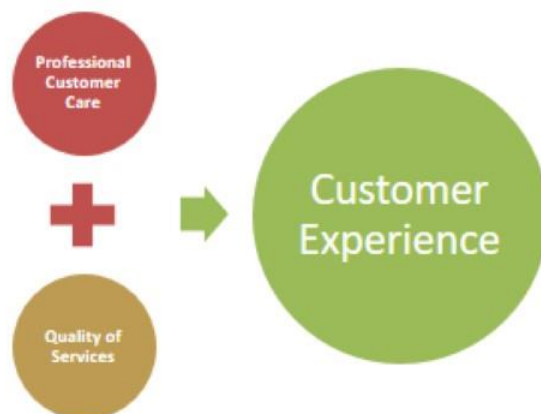 Professional
Customer
Care
Customer
Experience
Quality of
Services